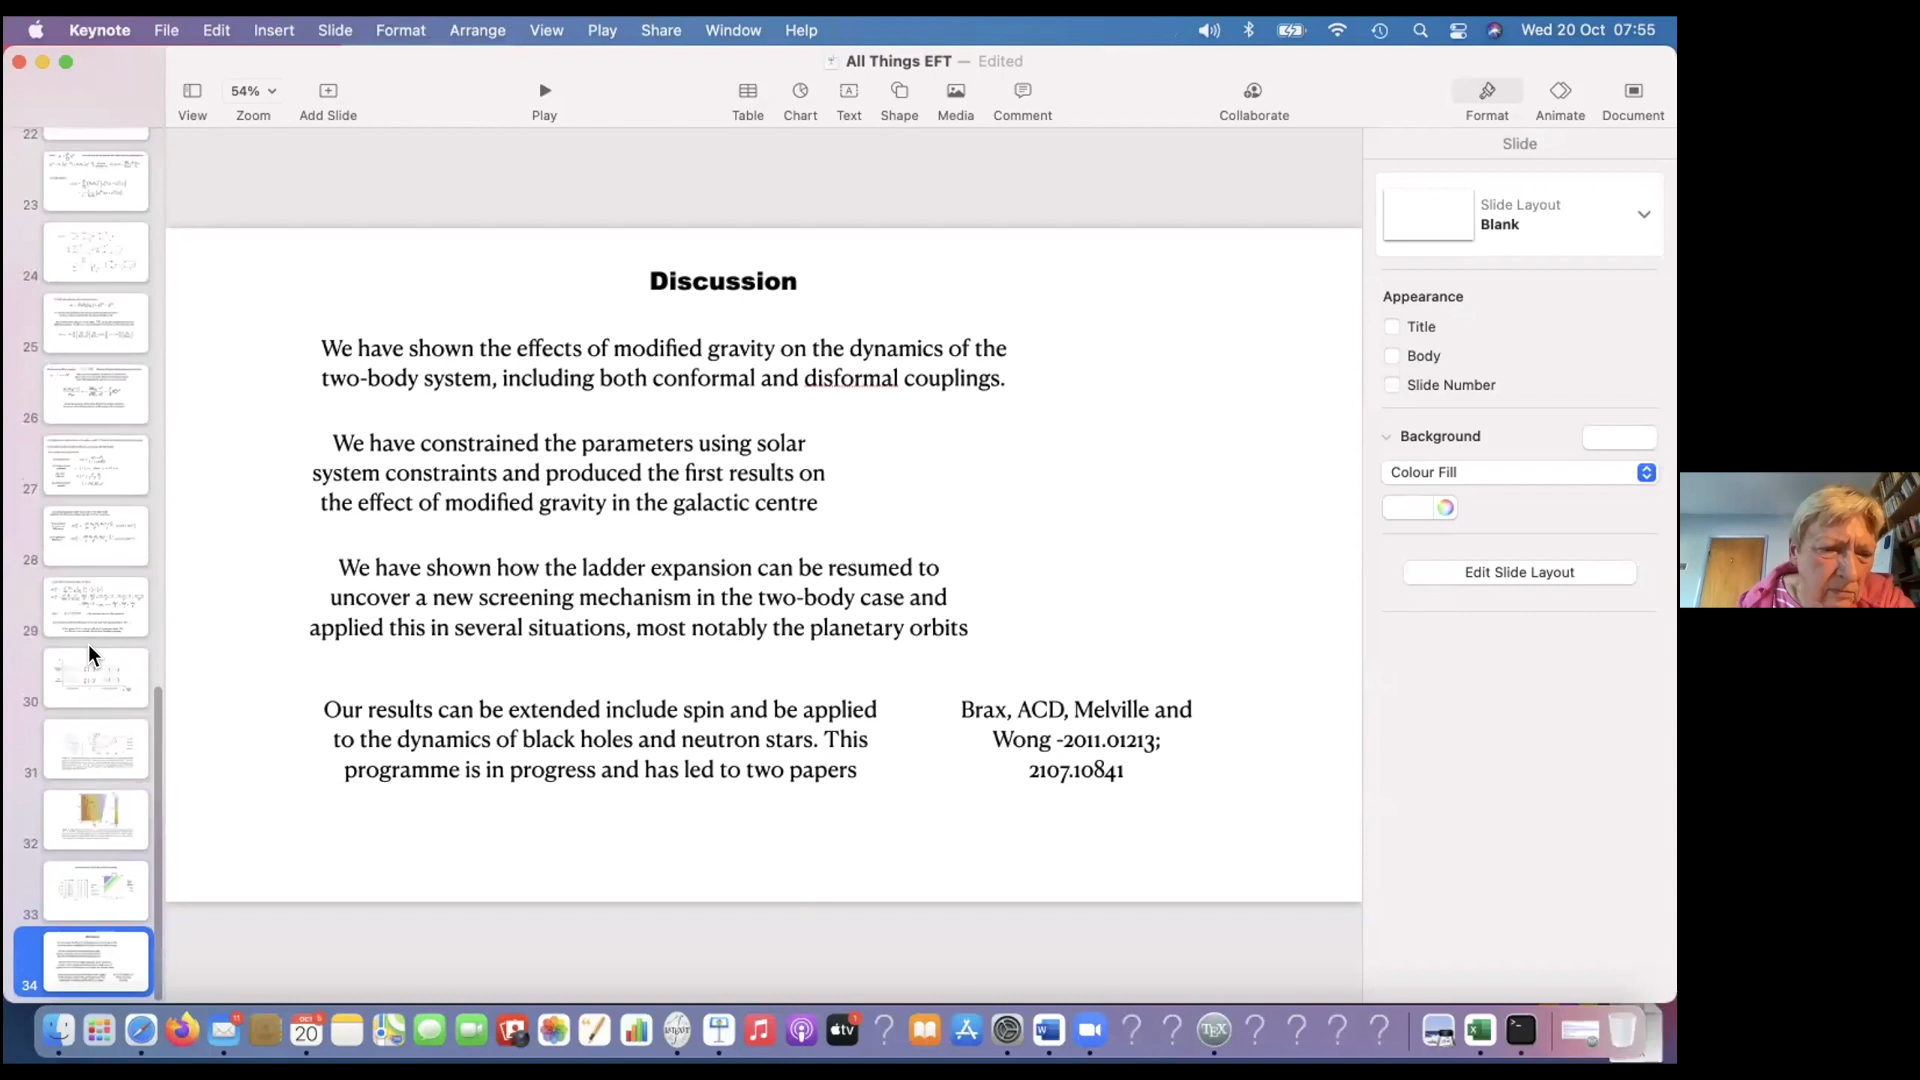 Keynote File Edit Insert Slide Format Arrange View Play Share Window Help Wed 20 Oct 07:55
All Things EFT — Edited
54%
View Zoom Add Slide Play Table Chart Text Shape Media Comment Collaborate Format Animate Document
Slide
Slide Layout
Blank
Appearance
Title
Body
Slide Number
Background
Colour Fill
Edit Slide Layout
22
23
24
25
26
27
28
29
30
31
32
33
34
Discussion
We have shown the effects of modified gravity on the dynamics of the
two-body system, including both conformal and disformal couplings.
We have constrained the parameters using solar
system constraints and produced the first results on
the effect of modified gravity in the galactic centre
We have shown how the ladder expansion can be resumed to
uncover a new screening mechanism in the two-body case and
applied this in several situations, most notably the planetary orbits
Our results can be extended include spin and be applied
to the dynamics of black holes and neutron stars. This
programme is in progress and has led to two papers
Brax, ACD, Melville and
Wong -2011.01213;
2107.10841
OCT
20
tv
TEX